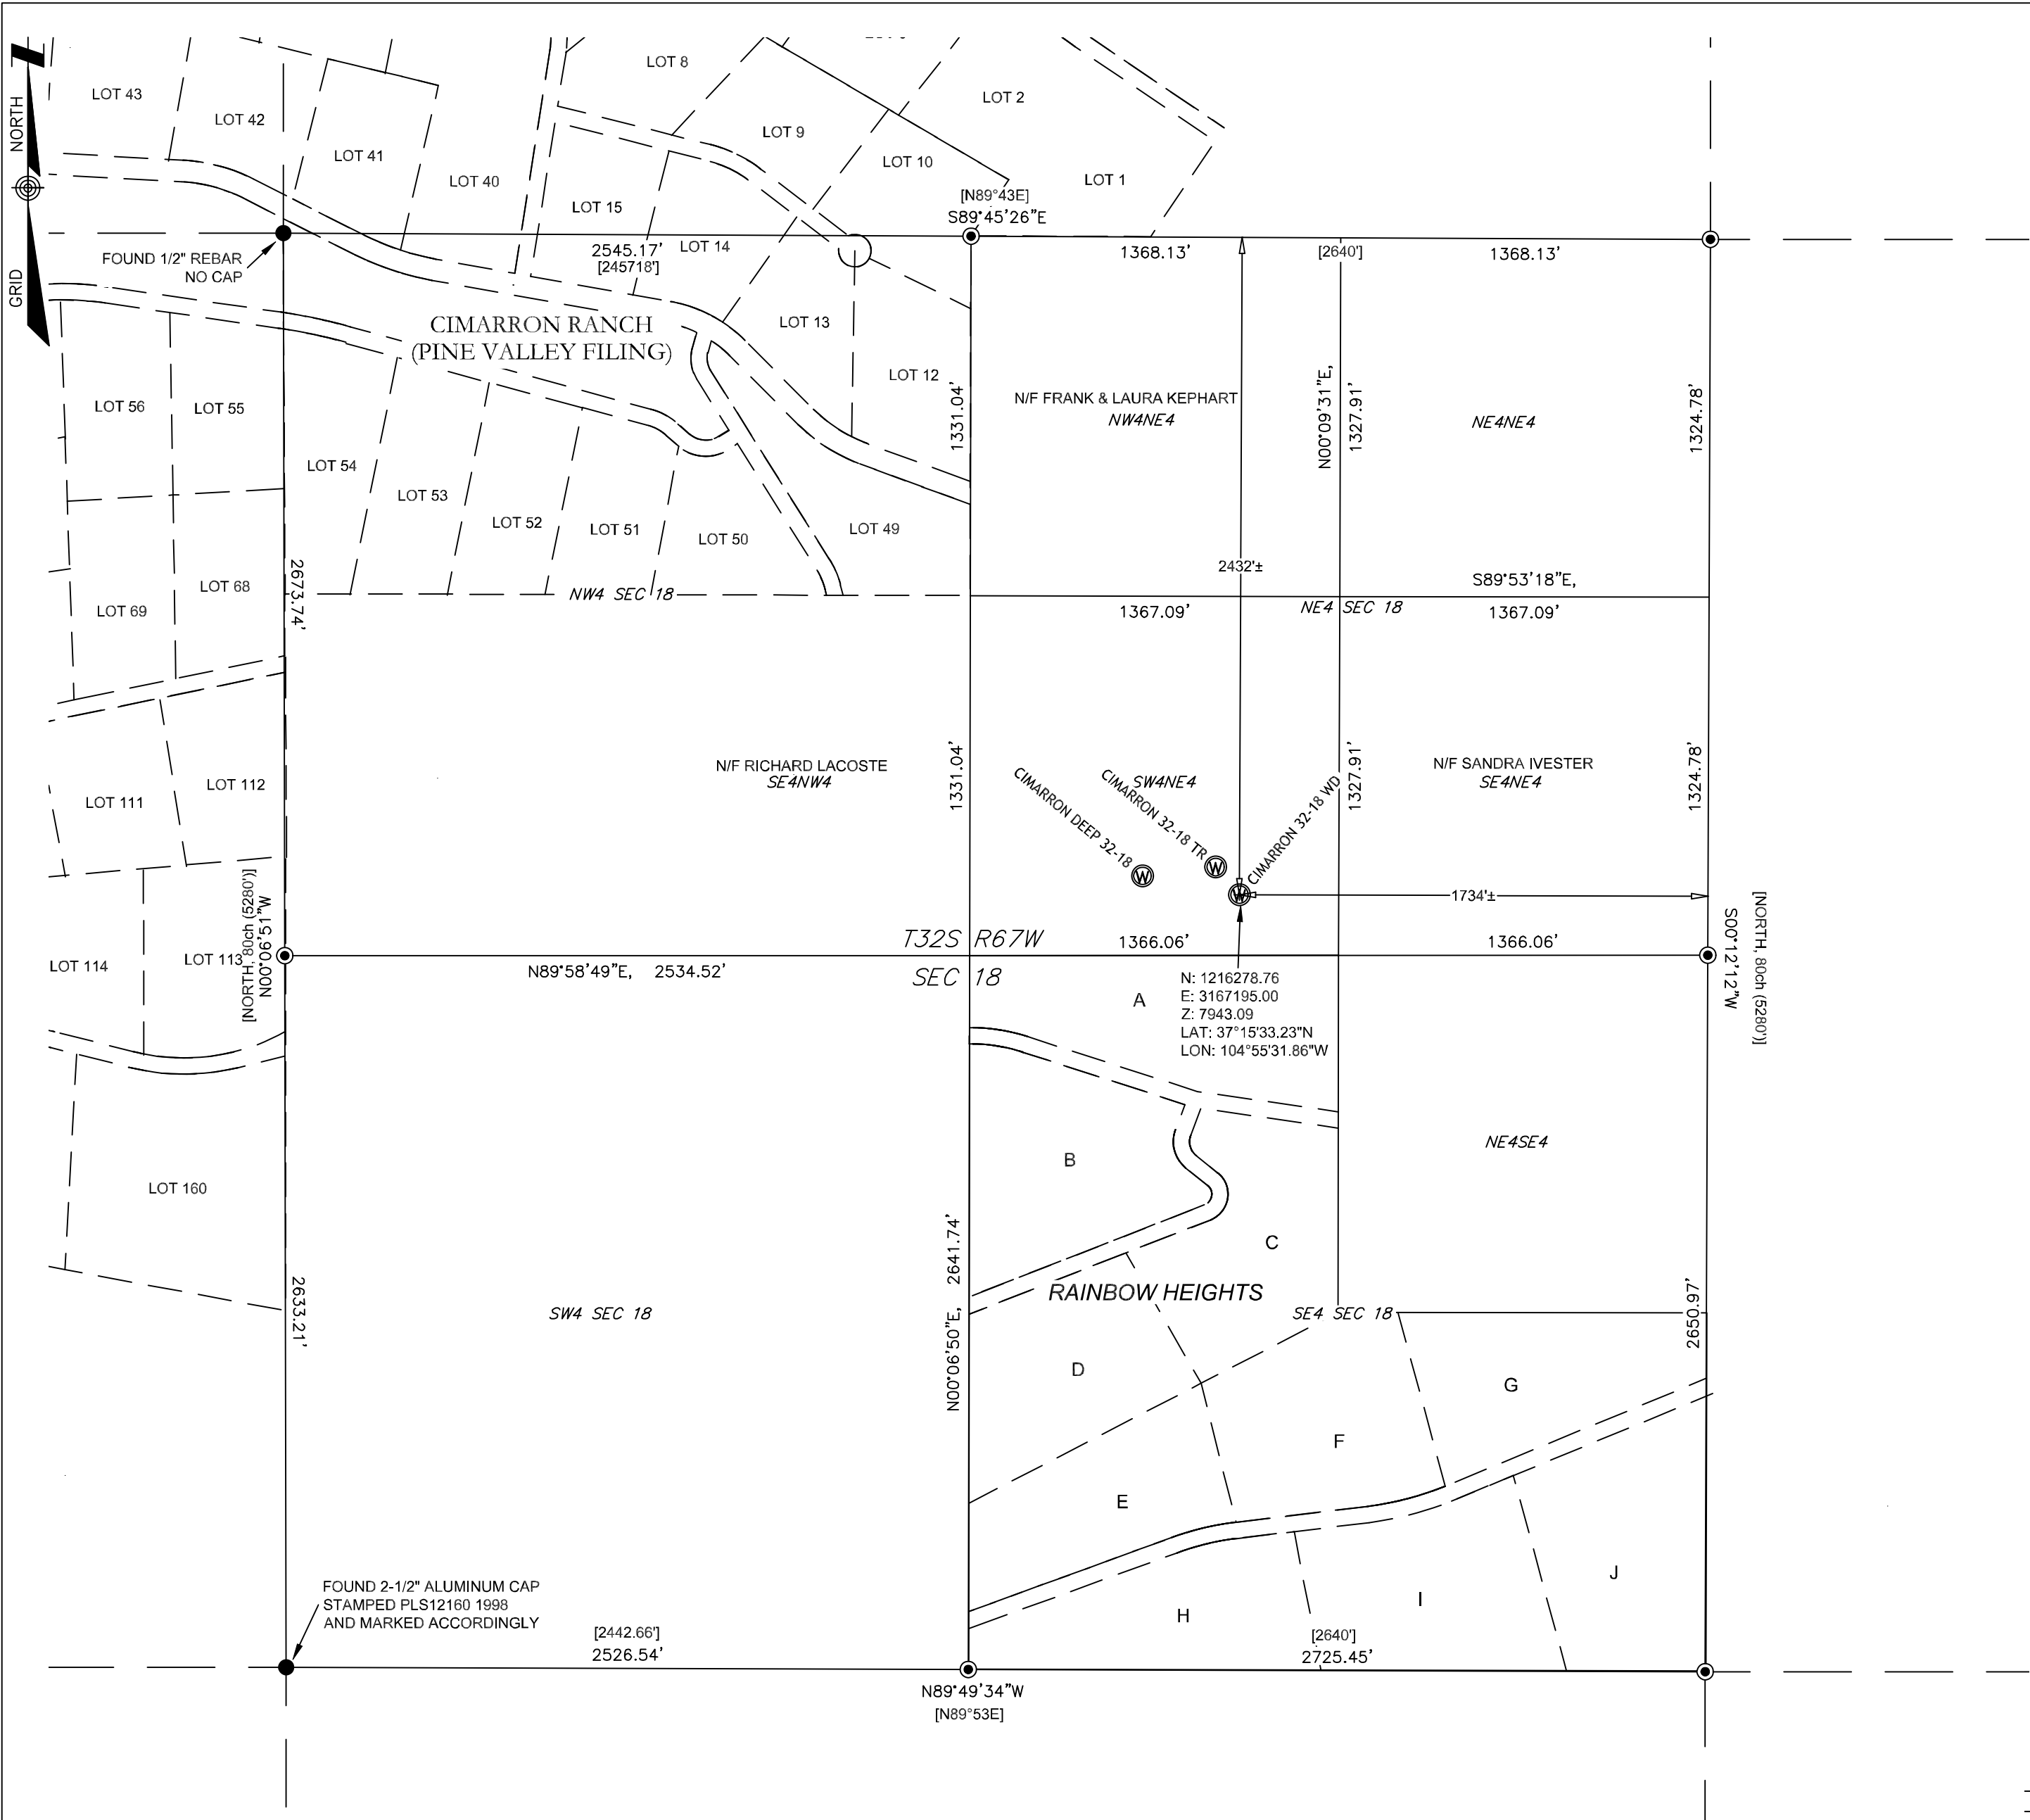 NORTH
GRID
LOT 43
LOT 42
LOT 41
LOT 40
LOT 8
LOT 9
LOT 10
LOT 2
LOT 1
LOT 15
LOT 14
[N89°43E]
S89°45'26"E
2545.17'
[245718']
1368.13'
[2640']
1368.13'
FOUND 1/2" REBAR
NO CAP
CIMARRON RANCH
(PINE VALLEY FILING)
LOT 13
LOT 12
LOT 56
LOT 55
LOT 54
LOT 53
LOT 52
LOT 51
LOT 50
LOT 49
1331.04'
N/F FRANK & LAURA KEPHART
NW4NE4
N00°09'31"E,
1327.91'
NE4NE4
1324.78'
2432'±
S89°53'18"E,
LOT 68
LOT 69
2673.74'
NW4 SEC 18
1367.09'
NE4 SEC 18
1367.09'
LOT 112
LOT 111
N/F RICHARD LACOSTE
SE4NW4
1331.04'
CIMARRON DEEP 32-18
W
CIMARRON 32-18 TR
W
SW4NE4
CIMARRON 32-18 WD
W
1327.91'
N/F SANDRA IVESTER
SE4NE4
1324.78'
1734'±
LOT 114
LOT 113
[NORTH, 80ch (5280')]
N00°06'51"W
T32S R67W
SEC 18
1366.06'
1366.06'
N89°58'49"E, 2534.52'
S00°12'12"W
[NORTH, 80ch (5280')]
A
N: 1216278.76
E: 3167195.00
Z: 7943.09
LAT: 37°15'33.23"N
LON: 104°55'31.86"W
B
NE4SE4
LOT 160
C
2633.21'
SW4 SEC 18
N00°06'50"E, 2641.74'
RAINBOW HEIGHTS
SE4 SEC 18
2650.97'
D
G
F
E
J
I
H
FOUND 2-1/2" ALUMINUM CAP
STAMPED PLS12160 1998
AND MARKED ACCORDINGLY
[2442.66']
2526.54'
[2640']
2725.45'
N89°49'34"W
[N89°53E]